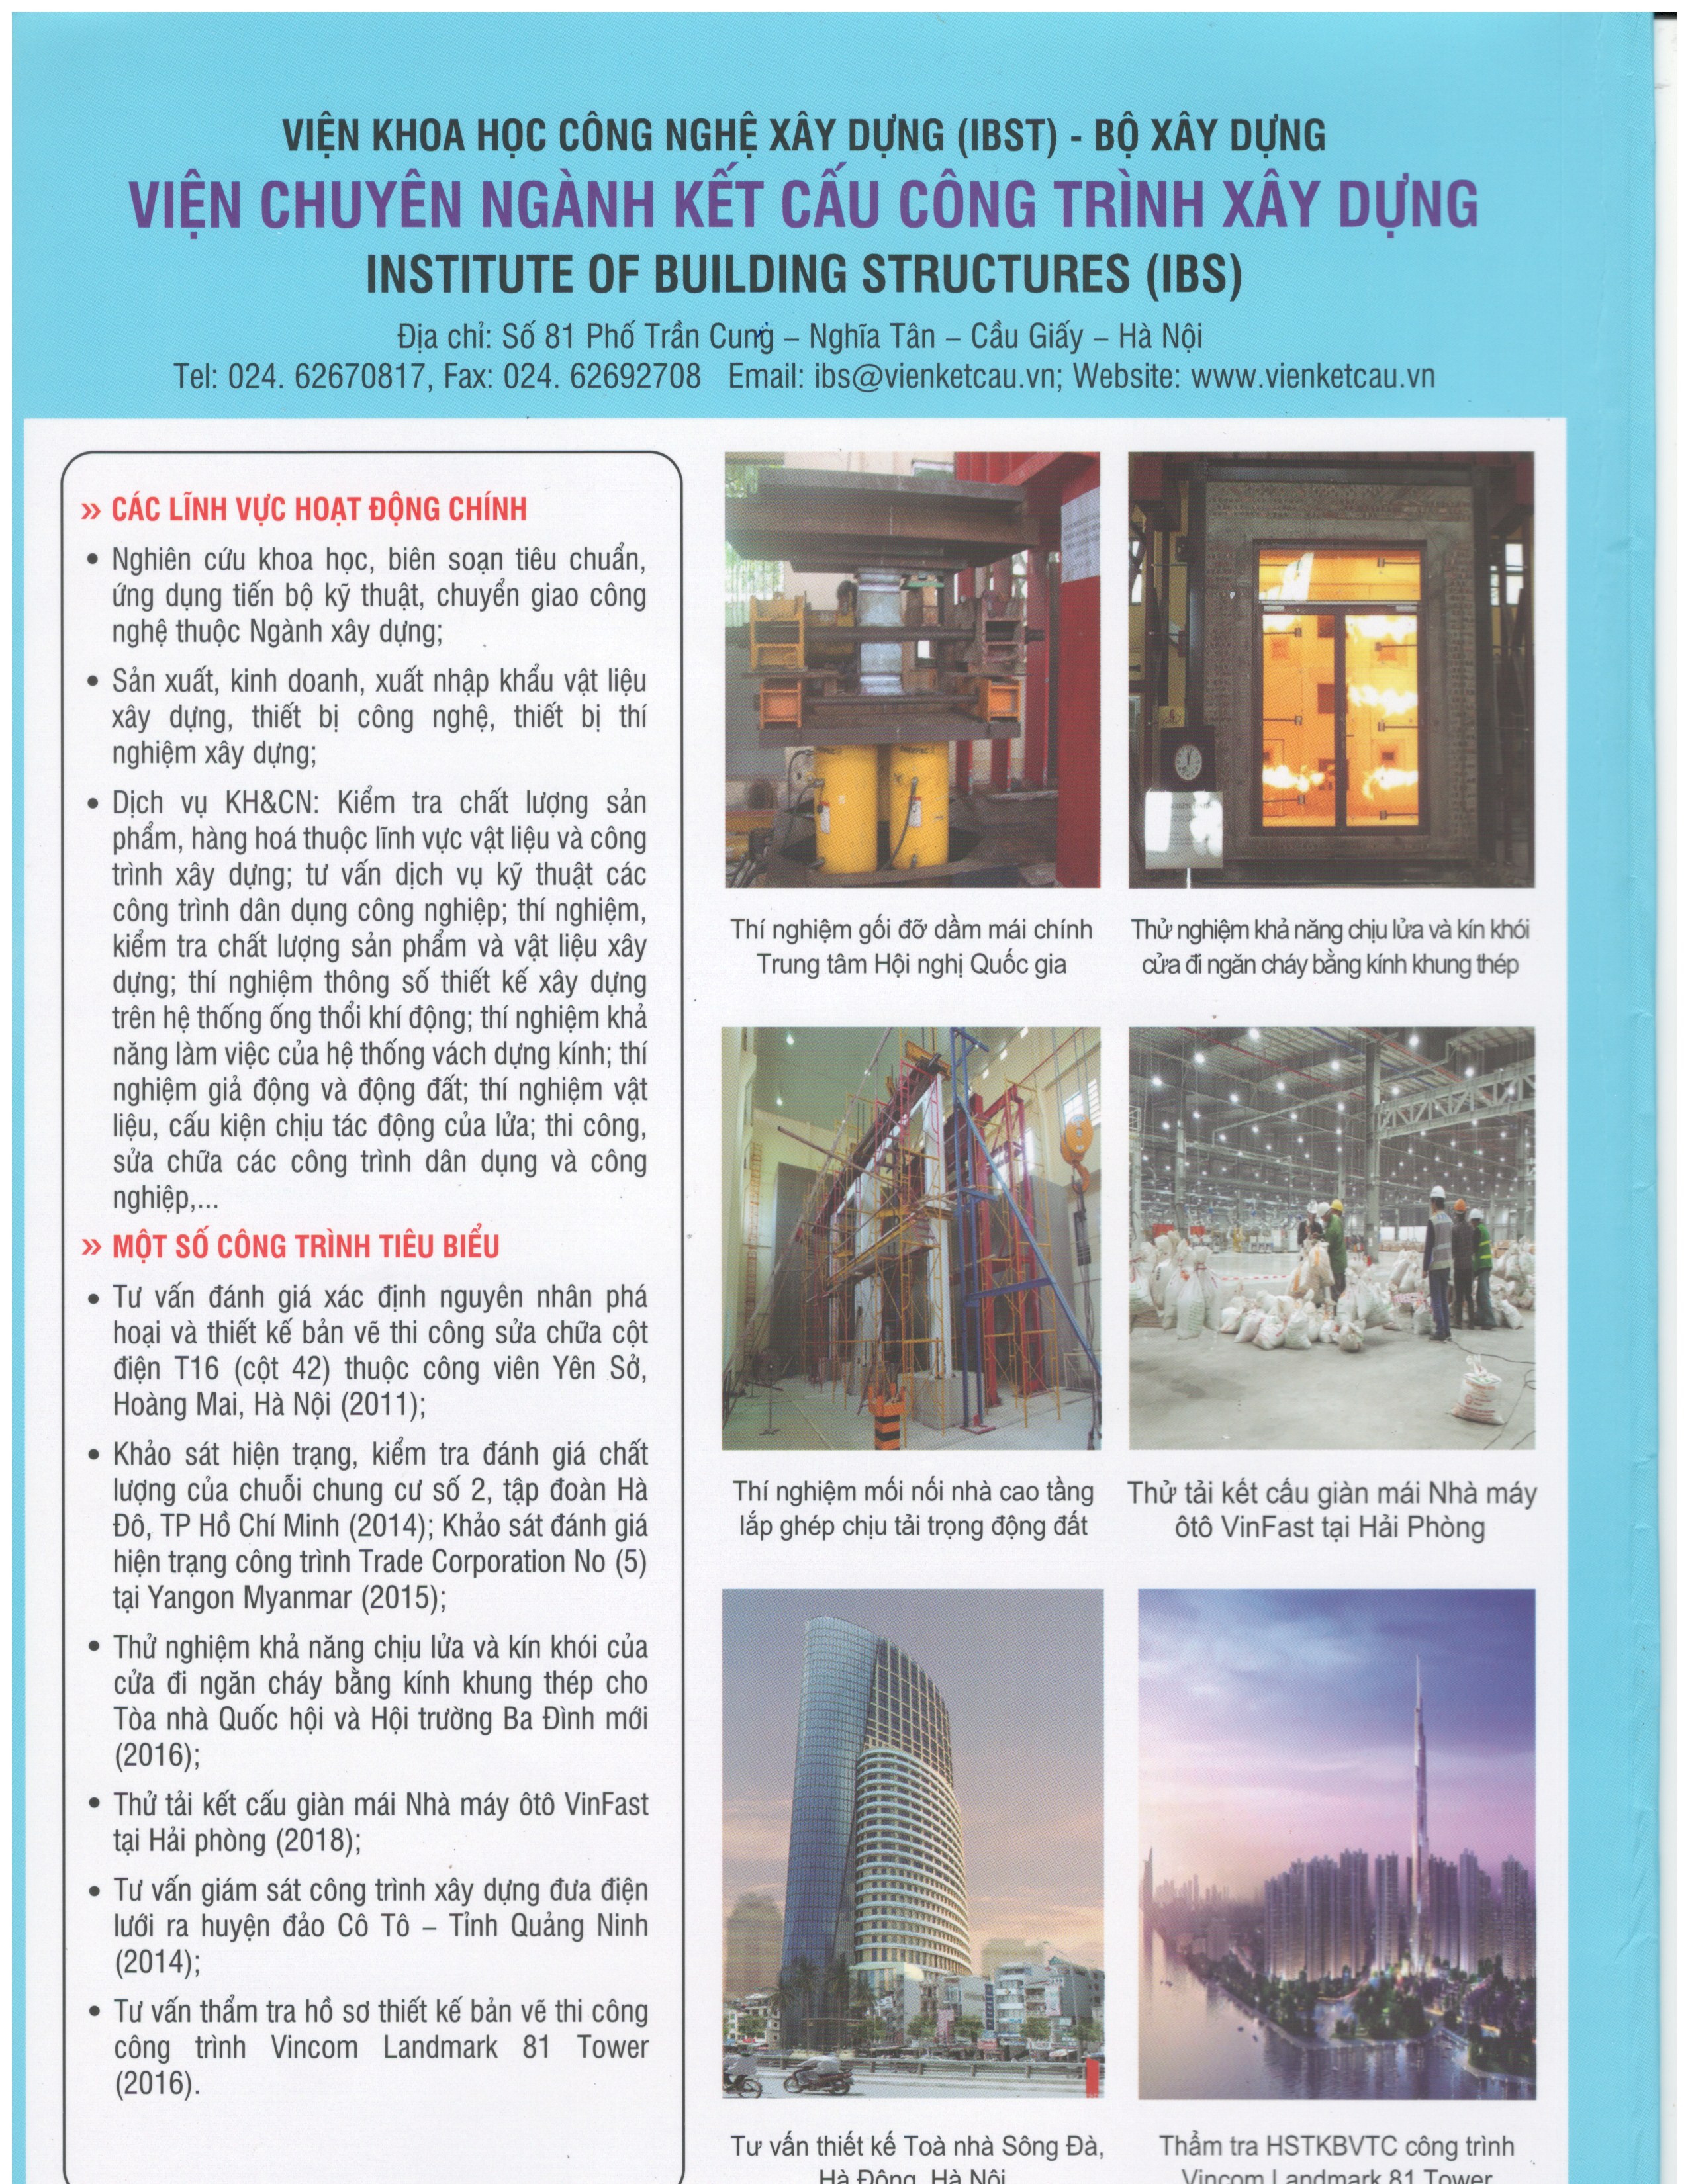 VIỆN KHOA HỌC CÔNG NGHỆ XÂY DỰNG (IBST) - BỘ XÂY DỰNG
VIỆN CHUYÊN NGÀNH KẾT CẤU CÔNG TRÌNH XÂY DỰNG
INSTITUTE OF BUILDING STRUCTURES (IBS)
Địa chỉ: Số 81 Phố Trần Cung – Nghĩa Tân – Cầu Giấy – Hà Nội
Tel: 024. 62670817, Fax: 024. 62692708 Email: ibs@vienketcau.vn; Website: www.vienketcau.vn
» CÁC LĨNH VỰC HOẠT ĐỘNG CHÍNH
• Nghiên cứu khoa học, biên soạn tiêu chuẩn,
ứng dụng tiến bộ kỹ thuật, chuyển giao công
nghệ thuộc Ngành xây dựng;
• Sản xuất, kinh doanh, xuất nhập khẩu vật liệu
xây dựng, thiết bị công nghệ, thiết bị thí
nghiệm xây dựng;
• Dịch vụ KH&CN: Kiểm tra chất lượng sản
phẩm, hàng hoá thuộc lĩnh vực vật liệu và công
trình xây dựng; tư vấn dịch vụ kỹ thuật các
công trình dân dụng công nghiệp; thí nghiệm,
kiểm tra chất lượng sản phẩm và vật liệu xây
dựng; thí nghiệm thông số thiết kế xây dựng
trên hệ thống ống thổi khí động; thí nghiệm khả
năng làm việc của hệ thống vách dựng kính; thí
nghiệm giả động và động đất; thí nghiệm vật
liệu, cấu kiện chịu tác động của lửa; thi công,
sửa chữa các công trình dân dụng và công
nghiệp,...
» MỘT SỐ CÔNG TRÌNH TIÊU BIỂU
• Tư vấn đánh giá xác định nguyên nhân phá
hoại và thiết kế bản vẽ thi công sửa chữa cột
điện T16 (cột 42) thuộc công viên Yên Sở,
Hoàng Mai, Hà Nội (2011);
• Khảo sát hiện trạng, kiểm tra đánh giá chất
lượng của chuỗi chung cư số 2, tập đoàn Hà
Đô, TP Hồ Chí Minh (2014); Khảo sát đánh giá
hiện trạng công trình Trade Corporation No (5)
tại Yangon Myanmar (2015);
• Thử nghiệm khả năng chịu lửa và kín khói của
cửa đi ngăn cháy bằng kính khung thép cho
Tòa nhà Quốc hội và Hội trường Ba Đình mới
(2016);
• Thử tải kết cấu giàn mái Nhà máy ôtô VinFast
tại Hải phòng (2018);
• Tư vấn giám sát công trình xây dựng đưa điện
lưới ra huyện đảo Cô Tô – Tỉnh Quảng Ninh
(2014);
• Tư vấn thẩm tra hồ sơ thiết kế bản vẽ thi công
công trình Vincom Landmark 81 Tower
(2016).
Thí nghiệm gối đỡ dầm mái chính
Trung tâm Hội nghị Quốc gia
Thử nghiệm khả năng chịu lửa và kín khói
cửa đi ngăn cháy bằng kính khung thép
Thí nghiệm mối nối nhà cao tầng
lắp ghép chịu tải trọng động đất
Thử tải kết cấu giàn mái Nhà máy
ôtô VinFast tại Hải Phòng
Tư vấn thiết kế Toà nhà Sông Đà,
Hà Đông, Hà Nội
Thẩm tra HSTKBVTC công trình
Vincom Landmark 81 Tower